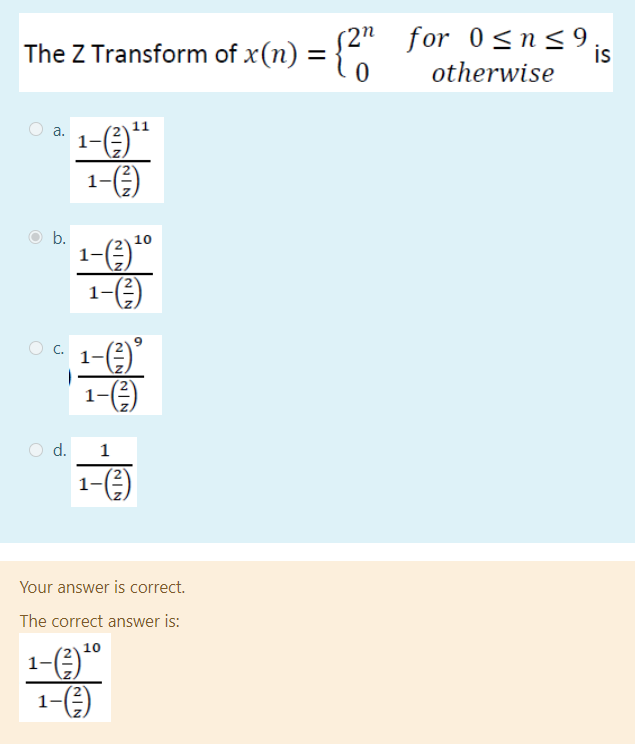 The Z Transform of x(n) = {2ⁿ for 0 ≤ n ≤ 9
0 otherwise is
a. (1−(2/z)¹¹)/(1−(2/z))
b. (1−(2/z)¹⁰)/(1−(2/z))
c. (1−(2/z)⁹)/(1−(2/z))
d. 1/(1−(2/z))
Your answer is correct.
The correct answer is:
(1−(2/z)¹⁰)/(1−(2/z))